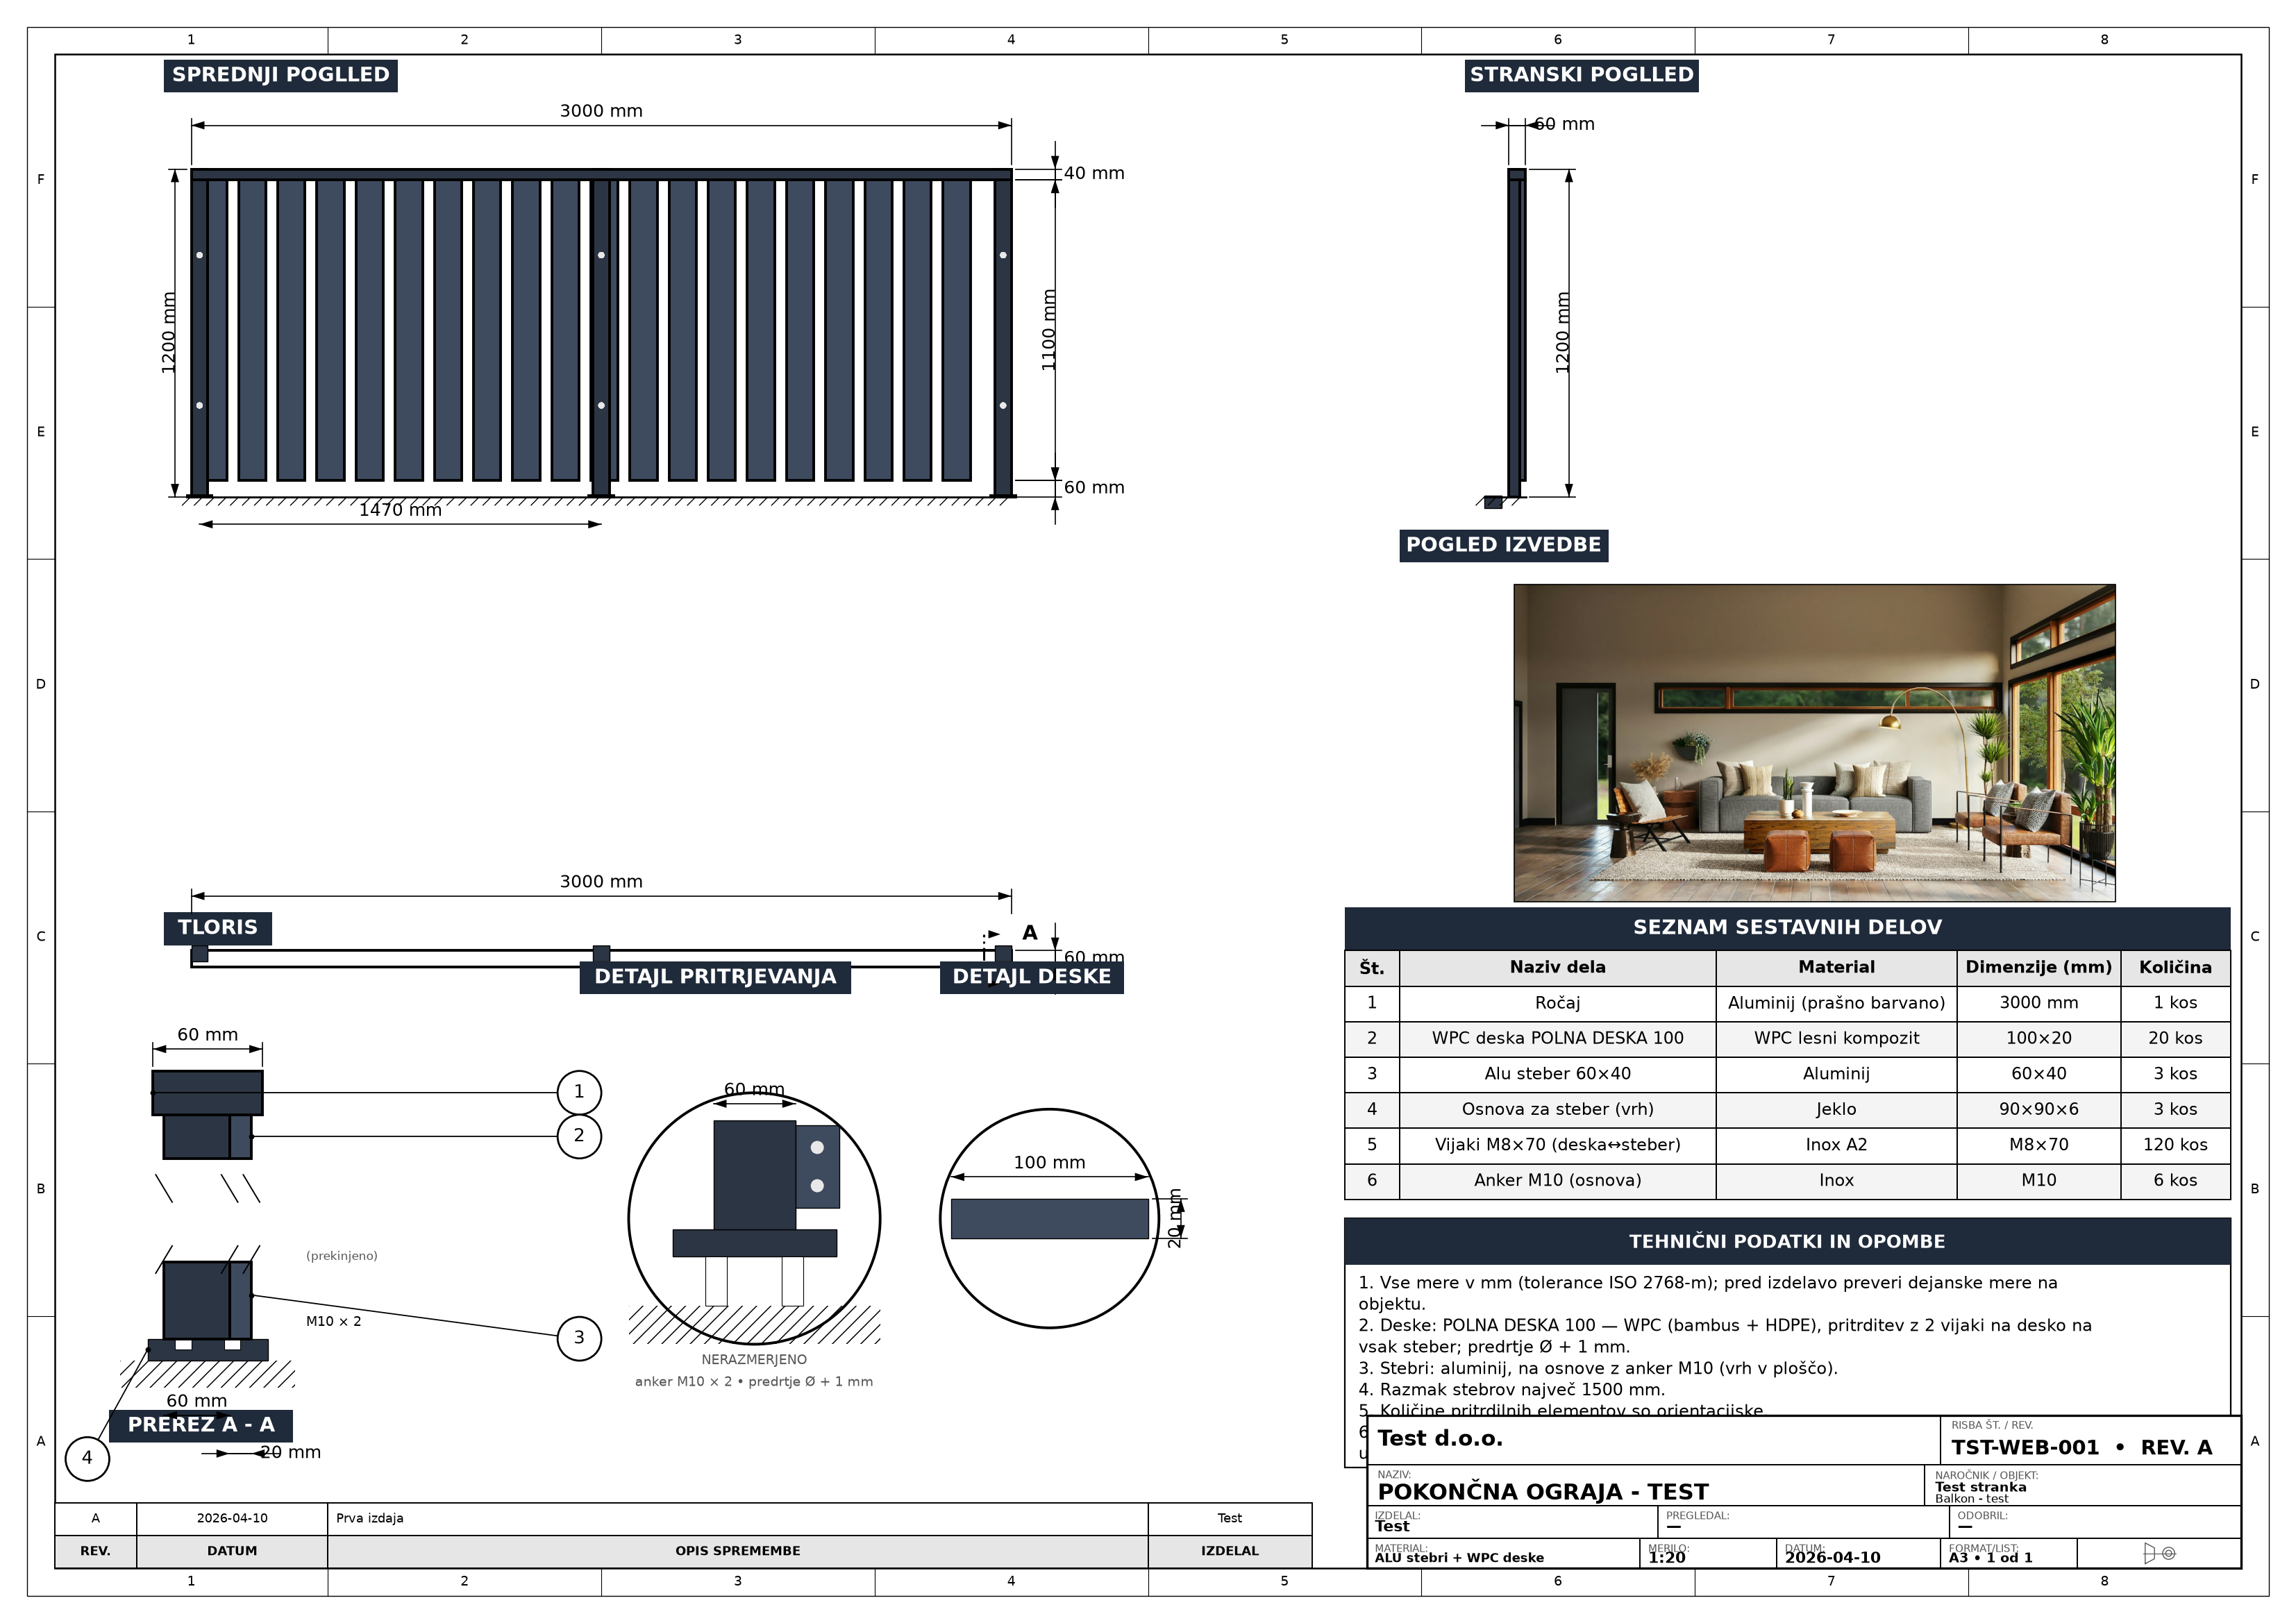 1 2 3 4 5 6 7 8
SPREDNJI POGLLED
3000 mm
40 mm
1200 mm
1100 mm
60 mm
1470 mm
STRANSKI POGLLED
60 mm
1200 mm
POGLED IZVEDBE
F
E
D
C
B
A
F
E
D
C
B
A
3000 mm
TLORIS
A
60 mm
DETAJL PRITRJEVANJA
DETAJL DESKE
60 mm
1
2
(prekinjeno)
M10 × 2
3
60 mm
PREREZ A - A
4
20 mm
60 mm
NERAZMERJENO
anker M10 × 2 • predrtje Ø + 1 mm
100 mm
20 mm
SEZNAM SESTAVNIH DELOV
Št. Naziv dela Material Dimenzije (mm) Količina
1 Ročaj Aluminij (prašno barvano) 3000 mm 1 kos
2 WPC deska POLNA DESKA 100 WPC lesni kompozit 100×20 20 kos
3 Alu steber 60×40 Aluminij 60×40 3 kos
4 Osnova za steber (vrh) Jeklo 90×90×6 3 kos
5 Vijaki M8×70 (deska↔steber) Inox A2 M8×70 120 kos
6 Anker M10 (osnova) Inox M10 6 kos
TEHNIČNI PODATKI IN OPOMBE
1. Vse mere v mm (tolerance ISO 2768-m); pred izdelavo preveri dejanske mere na
objektu.
2. Deske: POLNA DESKA 100 — WPC (bambus + HDPE), pritrditev z 2 vijaki na desko na
vsak steber; predrtje Ø + 1 mm.
3. Stebri: aluminij, na osnove z anker M10 (vrh v ploščo).
4. Razmak stebrov največ 1500 mm.
5. Količine pritrdilnih elementov so orientacijske
6
u
Test d.o.o.
RISBA ŠT. / REV.
TST-WEB-001 • REV. A
NAZIV:
POKONČNA OGRAJA - TEST
NAROČNIK / OBJEKT:
Test stranka
Balkon - test
IZDELAL:
Test
PREGLEDAL:
—
ODOBRIL:
—
MATERIAL:
ALU stebri + WPC deske
MERILO:
1:20
DATUM:
2026-04-10
FORMAT/LIST:
A3 • 1 od 1
A 2026-04-10 Prva izdaja Test
REV. DATUM OPIS SPREMEMBE IZDELAL
1 2 3 4 5 6 7 8